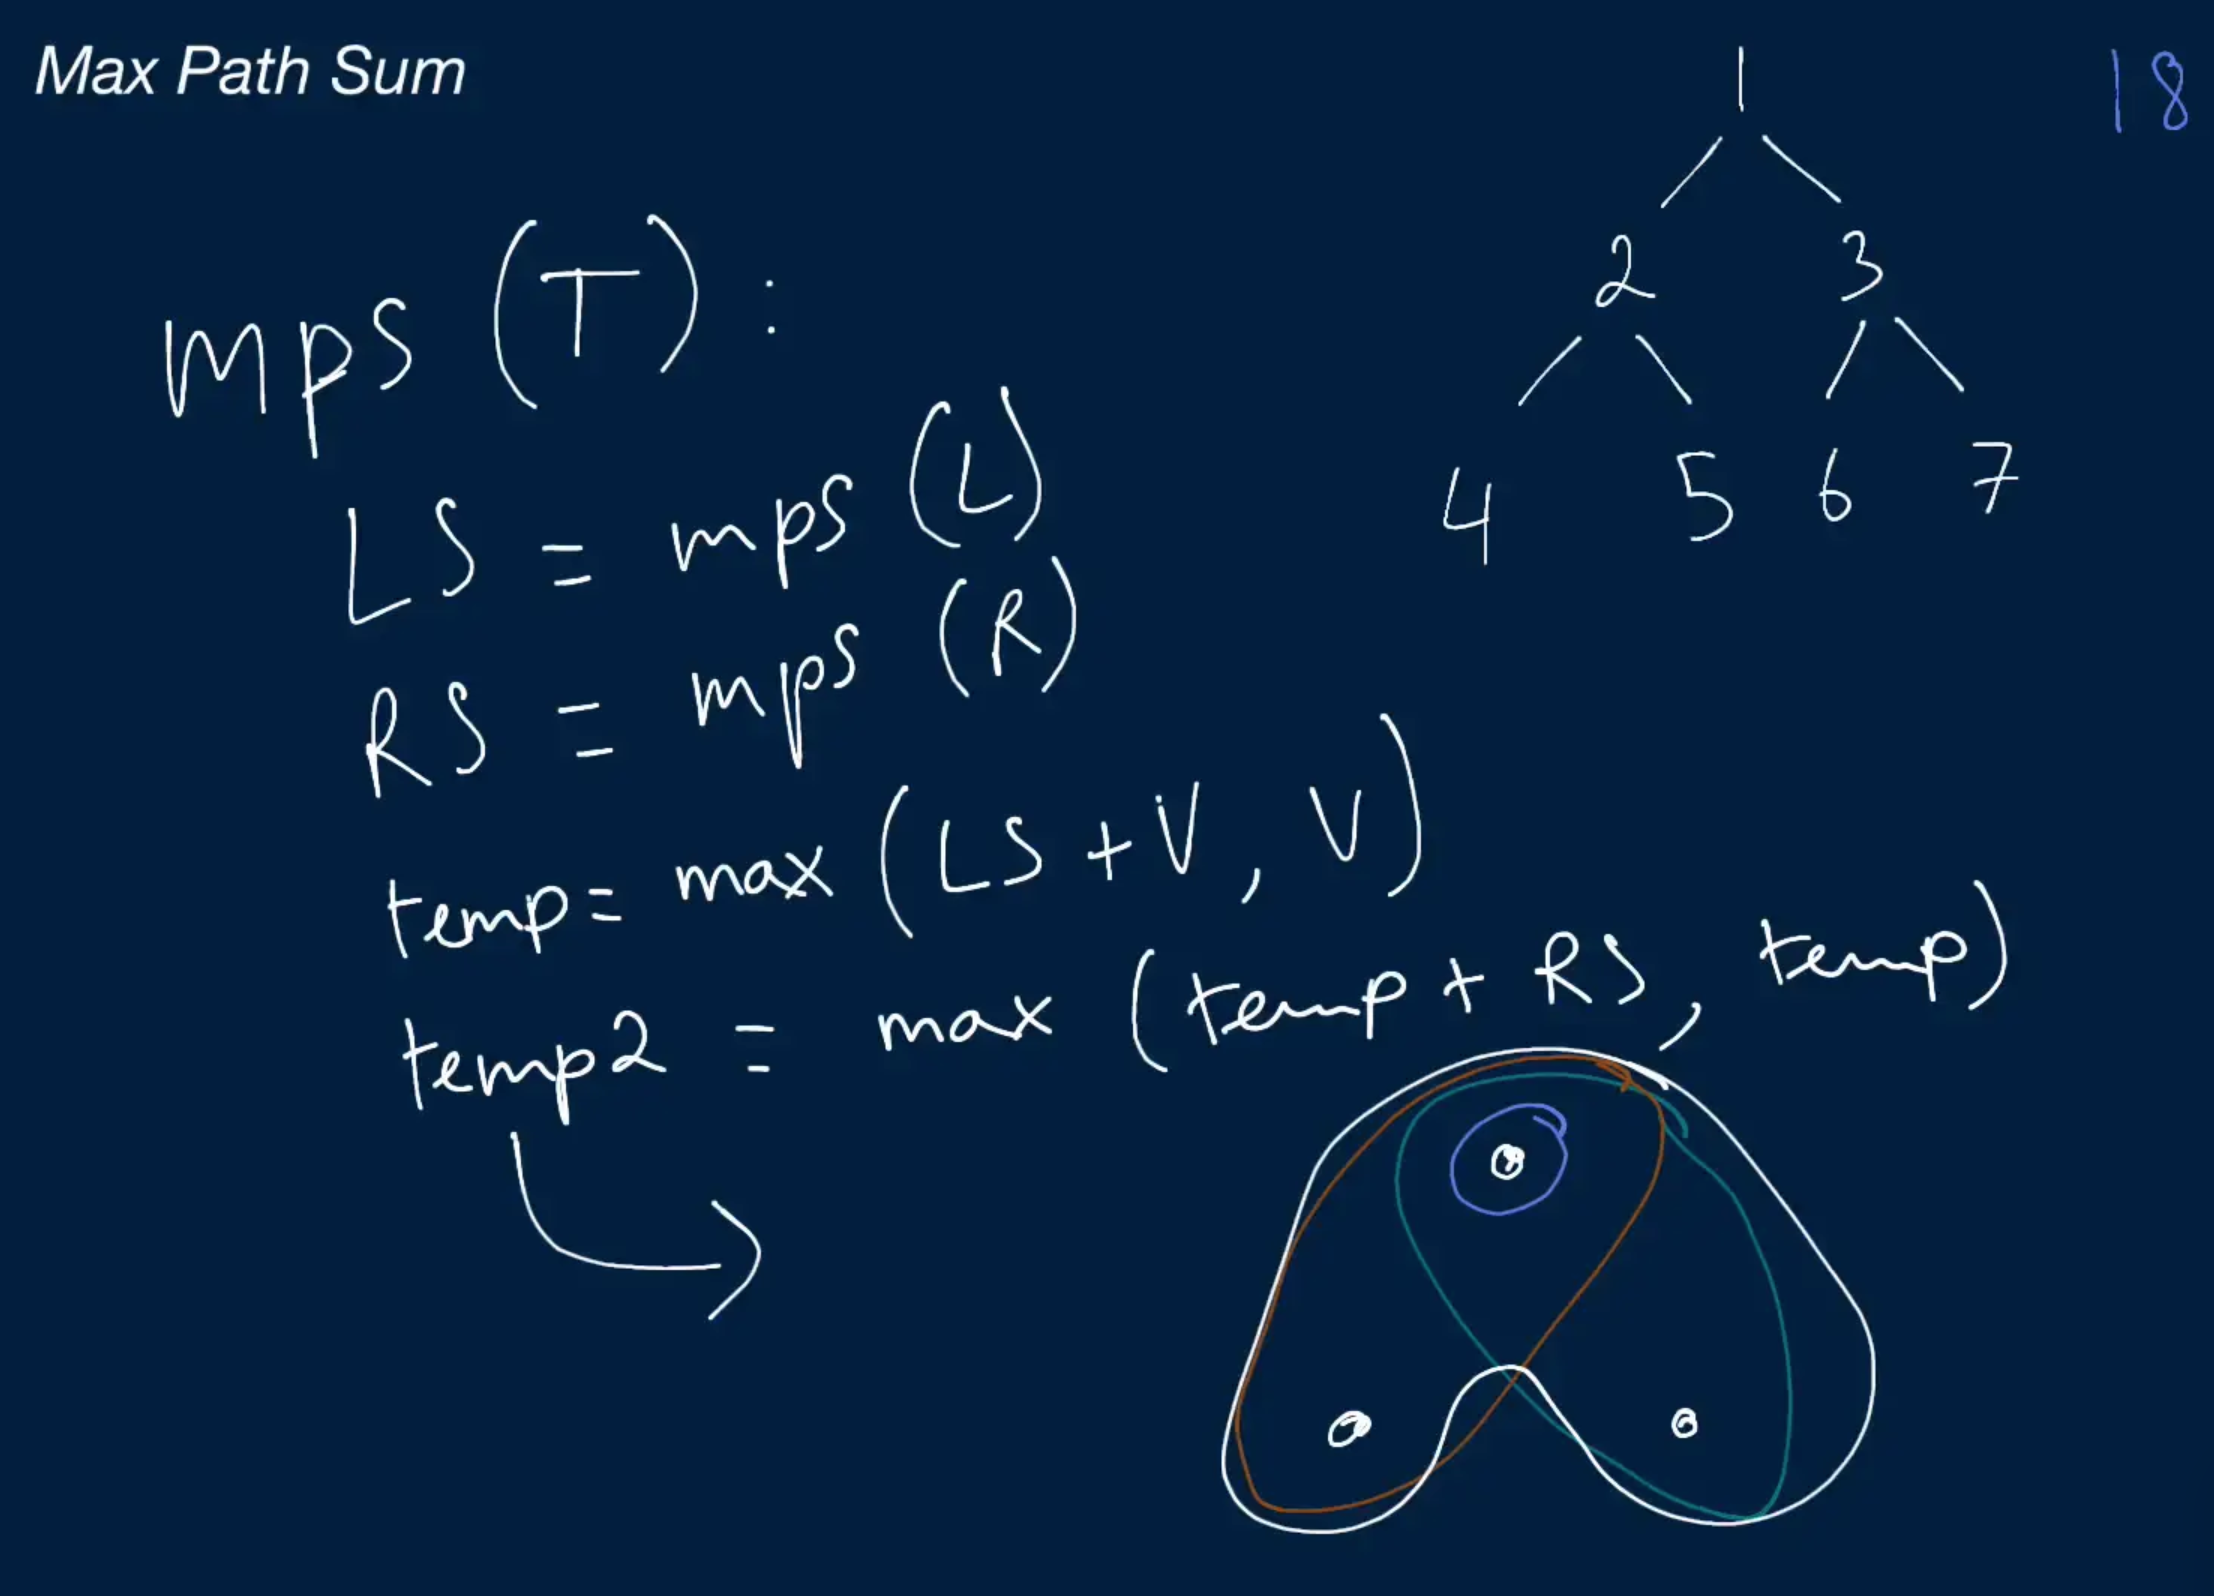 Max Path Sum
18
1
2 3
4 5 6 7
mps (T) :
LS = mps (L)
RS = mps (R)
temp = max (LS + V, V)
temp2 = max (temp + RS, temp)